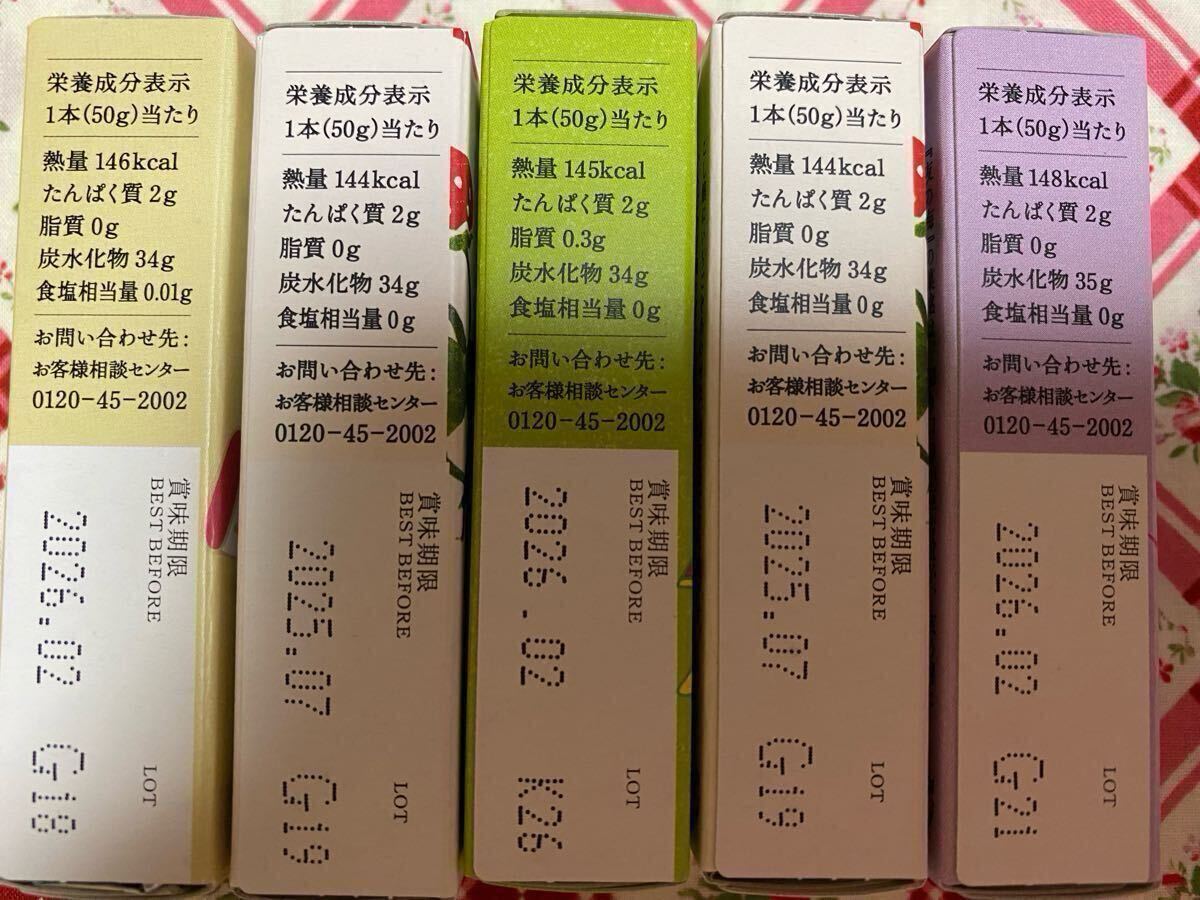 栄養成分表示
1本(50g)当たり
熱量 146kcal
たんぱく質 2g
脂質 0g
炭水化物 34g
食塩相当量 0.01g
お問い合わせ先:
お客様相談センター
0120-45-2002
賞味期限
BEST BEFORE
2026.02
LOT
G18
栄養成分表示
1本(50g)当たり
熱量 144kcal
たんぱく質 2g
脂質 0g
炭水化物 34g
食塩相当量 0g
お問い合わせ先:
お客様相談センター
0120-45-2002
賞味期限
BEST BEFORE
2025.07
LOT
G19
栄養成分表示
1本(50g)当たり
熱量 145kcal
たんぱく質 2g
脂質 0.3g
炭水化物 34g
食塩相当量 0g
お問い合わせ先:
お客様相談センター
0120-45-2002
賞味期限
BEST BEFORE
2026.02
LOT
K26
栄養成分表示
1本(50g)当たり
熱量 144kcal
たんぱく質 2g
脂質 0g
炭水化物 34g
食塩相当量 0g
お問い合わせ先:
お客様相談センター
0120-45-2002
賞味期限
BEST BEFORE
2025.07
LOT
G19
栄養成分表示
1本(50g)当たり
熱量 148kcal
たんぱく質 2g
脂質 0g
炭水化物 35g
食塩相当量 0g
お問い合わせ先:
お客様相談センター
0120-45-2002
賞味期限
BEST BEFORE
2026.02
LOT
G21